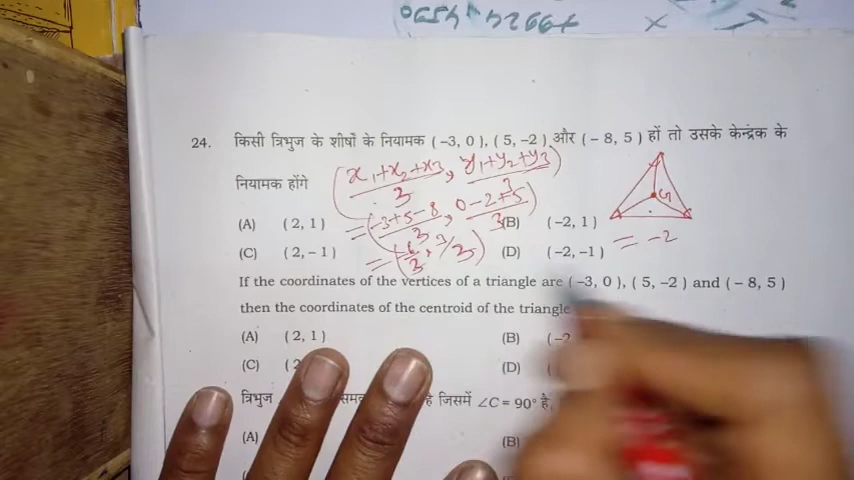 24. किसी त्रिभुज के शीर्षों के नियामक ( -3, 0 ), ( 5, -2 ) और ( - 8, 5 ) हों तो उसके केन्द्रक के
नियामक होंगे
(x₁+x₂+x₃/3, y₁+y₂+y₃/3)
G
(A) ( 2, 1 ) (B) ( -2, 1 )
= (-3+5-8/3, 0-2+5/3)
(C) ( 2, - 1 ) (D) ( -2, -1 )
= (-6/3, 3/3) = -2
If the coordinates of the vertices of a triangle are ( -3, 0 ), ( 5, -2 ) and ( - 8, 5 )
then the coordinates of the centroid of the triangle
(A) ( 2, 1 ) (B) ( -2
(C) ( 2 (D) (
त्रिभुज है जिसमें ∠C = 90° है,
(A) (B)